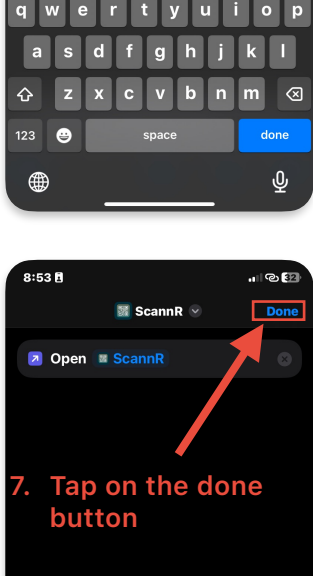 q w e r t y u i o p
a s d f g h j k l
z x c v b n m
123 space done
8:53 32
ScannR Done
Open ScannR
7. Tap on the done
button